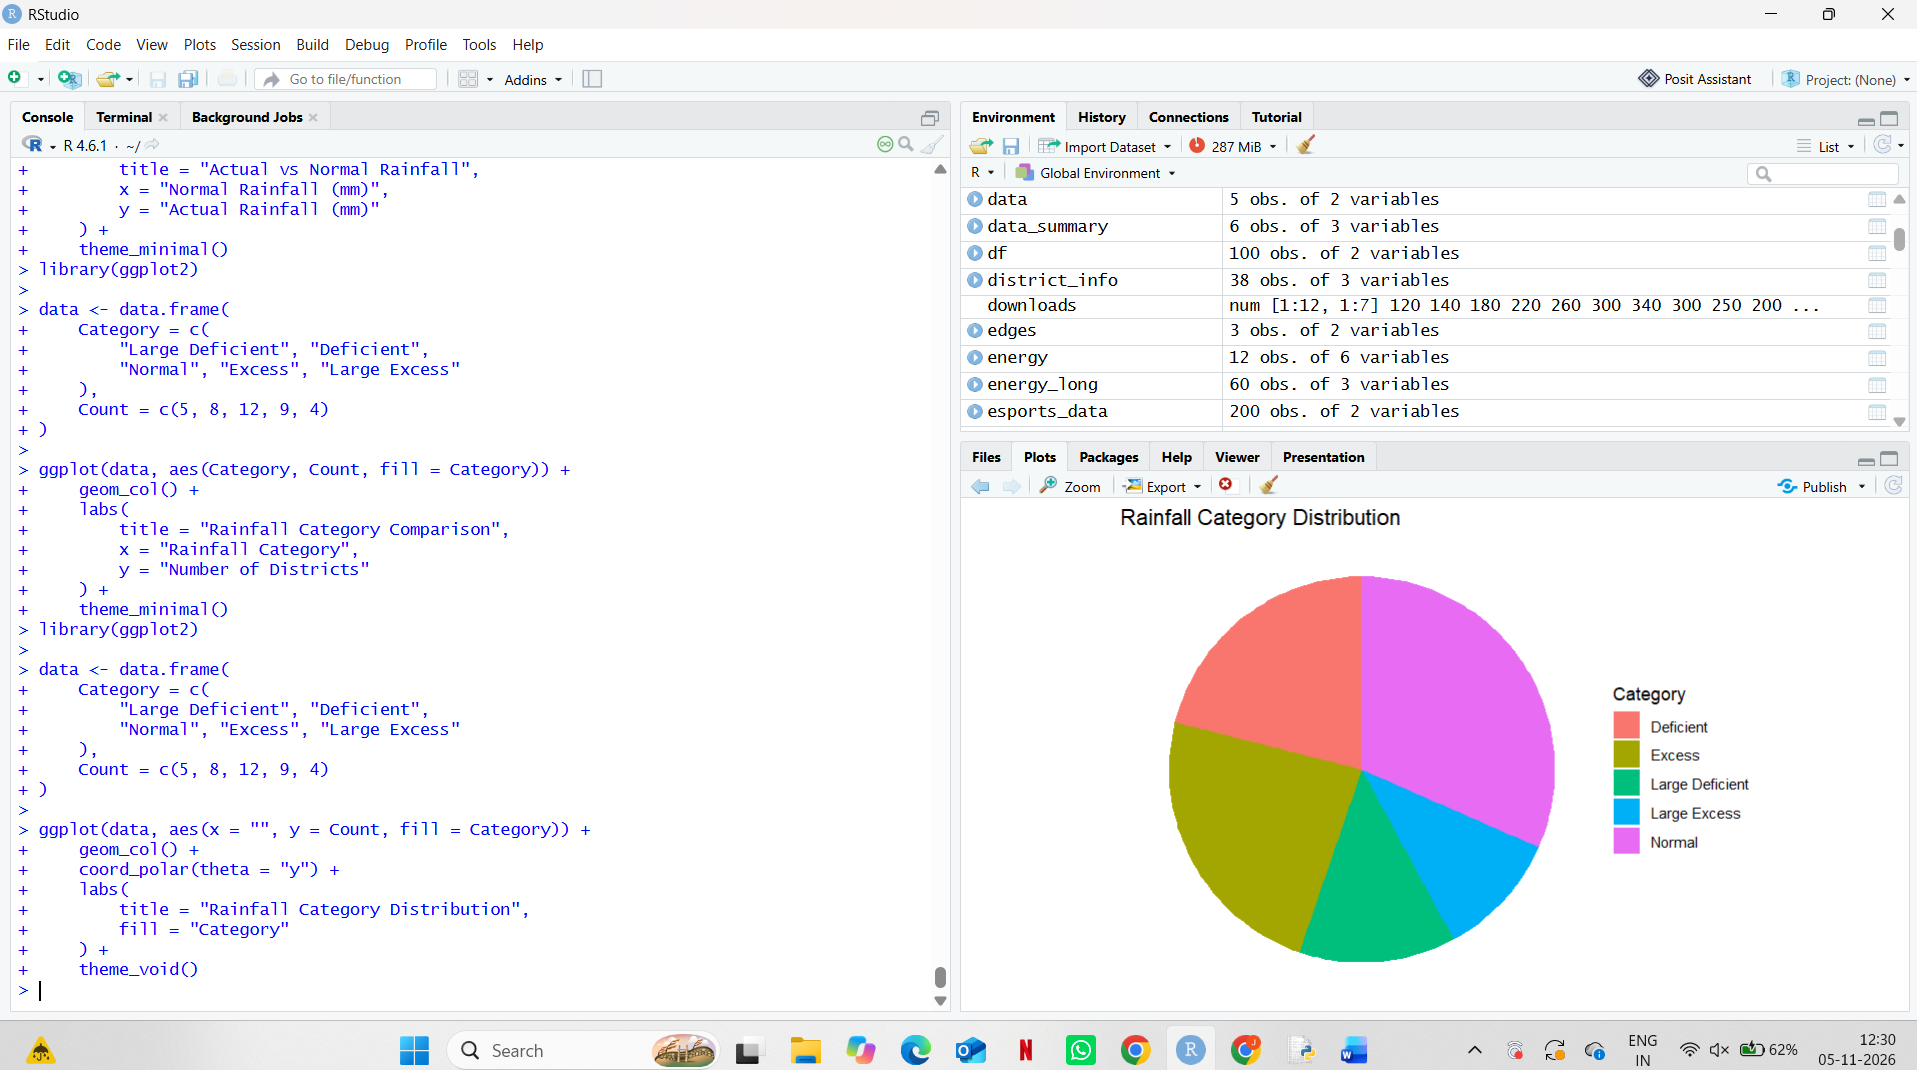 RStudio
File Edit Code View Plots Session Build Debug Profile Tools Help
Go to file/function Addins Posit Assistant Project: (None)
Console Terminal Background Jobs
R 4.6.1 · ~/
+         title = "Actual vs Normal Rainfall",
+         x = "Normal Rainfall (mm)",
+         y = "Actual Rainfall (mm)"
+     ) +
+     theme_minimal()
> library(ggplot2)
>
> data <- data.frame(
+     Category = c(
+         "Large Deficient", "Deficient",
+         "Normal", "Excess", "Large Excess"
+     ),
+     Count = c(5, 8, 12, 9, 4)
+ )
>
> ggplot(data, aes(Category, Count, fill = Category)) +
+     geom_col() +
+     labs(
+         title = "Rainfall Category Comparison",
+         x = "Rainfall Category",
+         y = "Number of Districts"
+     ) +
+     theme_minimal()
> library(ggplot2)
>
> data <- data.frame(
+     Category = c(
+         "Large Deficient", "Deficient",
+         "Normal", "Excess", "Large Excess"
+     ),
+     Count = c(5, 8, 12, 9, 4)
+ )
>
> ggplot(data, aes(x = "", y = Count, fill = Category)) +
+     geom_col() +
+     coord_polar(theta = "y") +
+     labs(
+         title = "Rainfall Category Distribution",
+         fill = "Category"
+     ) +
+     theme_void()
>
Environment History Connections Tutorial
Import Dataset 287 MiB List
R Global Environment
data 5 obs. of 2 variables
data_summary 6 obs. of 3 variables
df 100 obs. of 2 variables
district_info 38 obs. of 3 variables
downloads num [1:12, 1:7] 120 140 180 220 260 300 340 300 250 200 ...
edges 3 obs. of 2 variables
energy 12 obs. of 6 variables
energy_long 60 obs. of 3 variables
esports_data 200 obs. of 2 variables
Files Plots Packages Help Viewer Presentation
Zoom Export Publish
Rainfall Category Distribution
Category
Deficient
Excess
Large Deficient
Large Excess
Normal
Search
ENG
IN
62%
12:30
05-11-2026